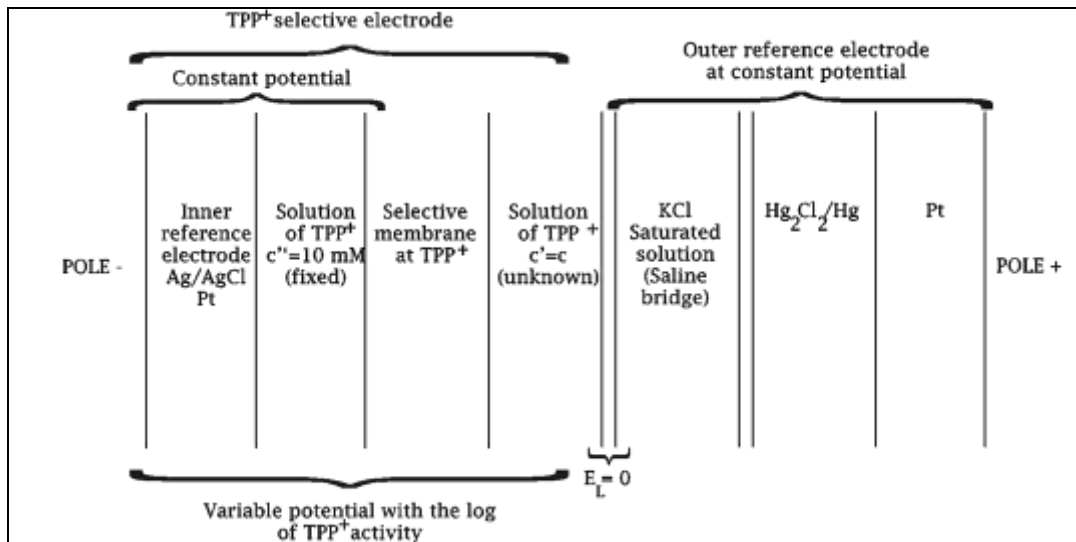 TPP+ selective electrode
Outer reference electrode
at constant potential
Constant potential
POLE -
Inner
reference
electrode
Ag/AgCl
Pt
Solution
of TPP+
c"=10 mM
(fixed)
Selective
membrane
at TPP+
Solution
of TPP +
c'=c
(unknown)
KCl
Saturated
solution
(Saline
bridge)
Hg2Cl2/Hg
Pt
POLE +
EL= 0
Variable potential with the log
of TPP+ activity